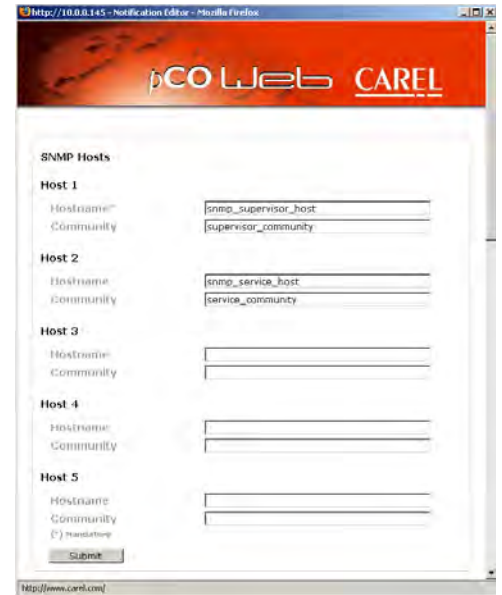 http://10.0.0.145 - Notification Editor - Mozilla Firefox
pCO Web CAREL
SNMP Hosts
Host 1
Hostname*
snmp_supervisor_host
Community
supervisor_community
Host 2
Hostname
snmp_service_host
Community
service_community
Host 3
Hostname
Community
Host 4
Hostname
Community
Host 5
Hostname
Community
(*) mandatory
Submit
http://www.carel.com/